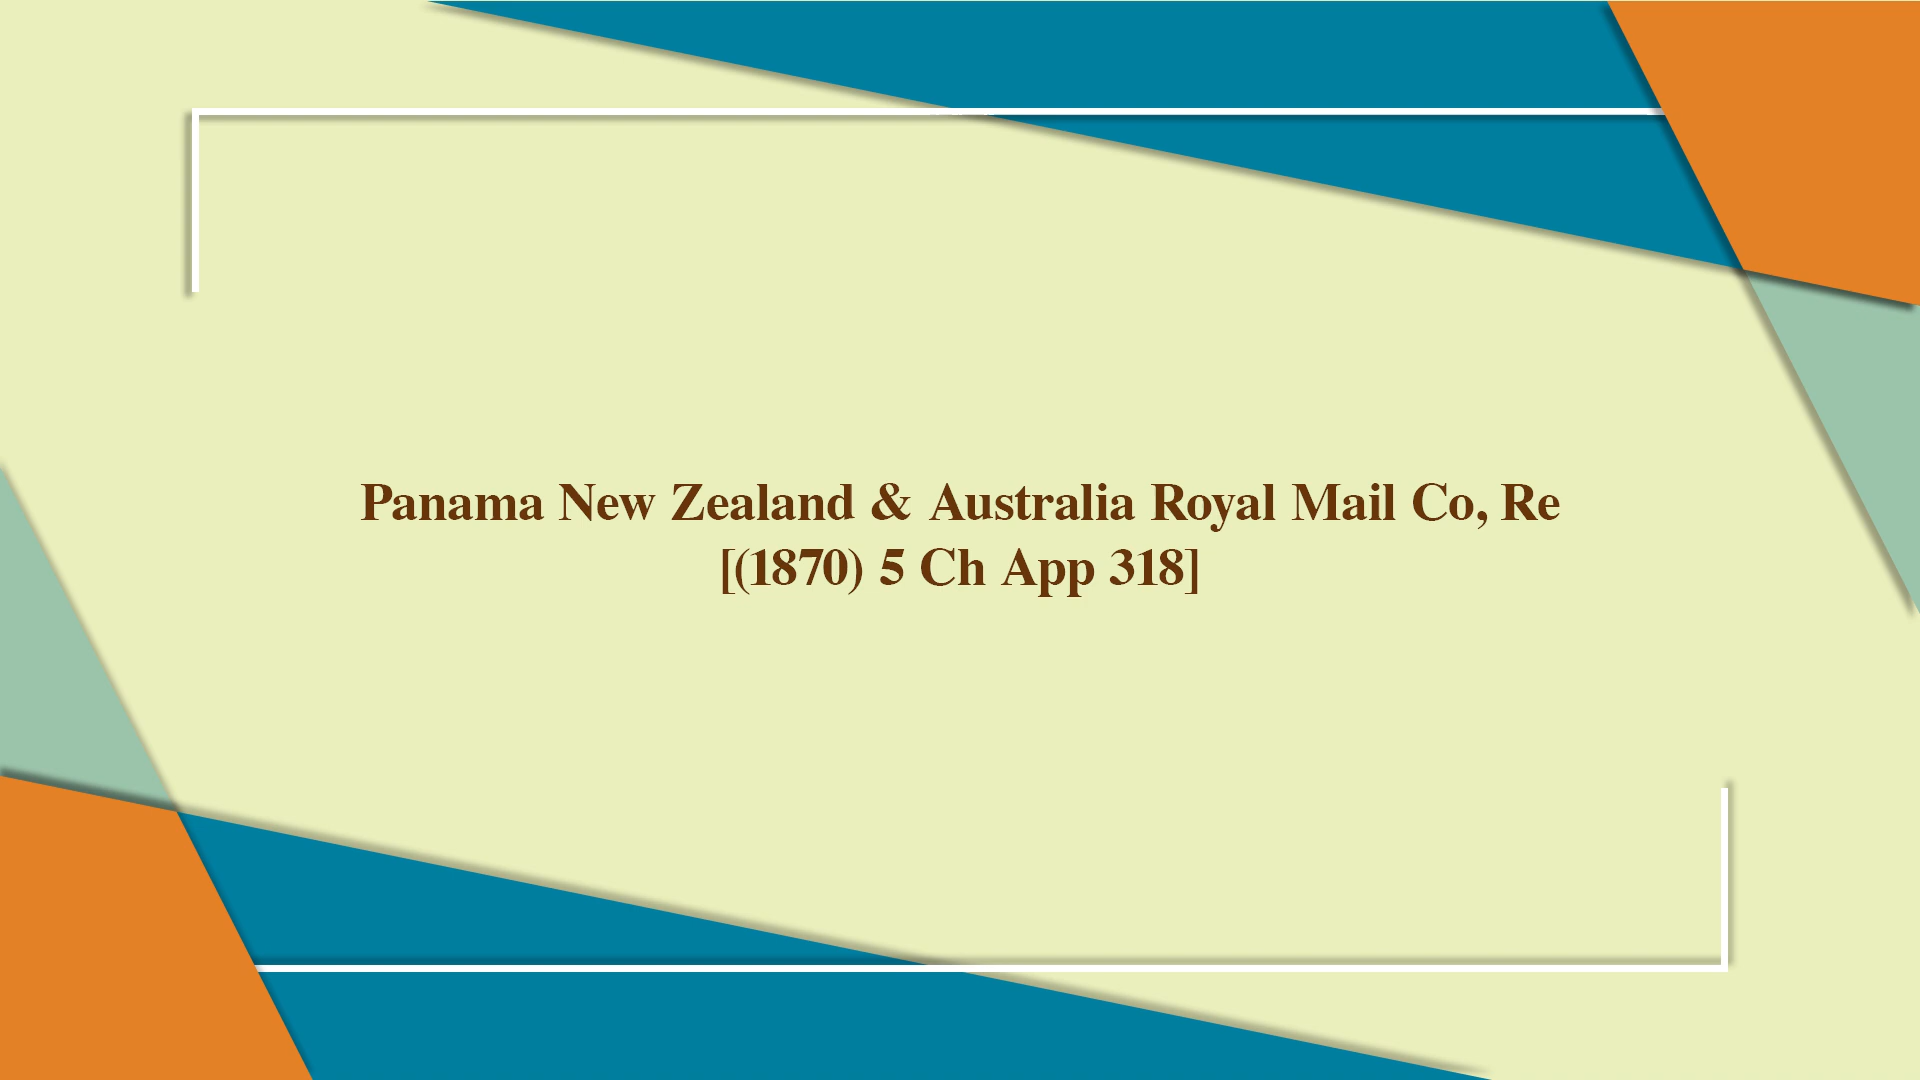 Panama New Zealand & Australia Royal Mail Co, Re
[(1870) 5 Ch App 318]